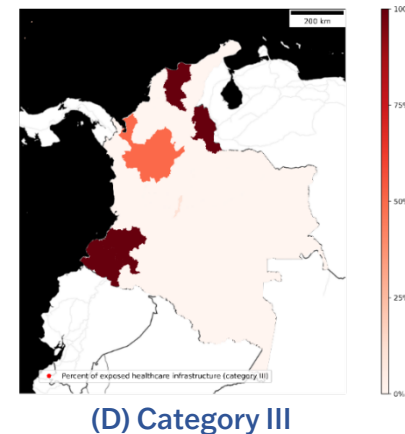 200 km
100%
75%
50%
25%
0%
Percent of exposed healthcare infrastructure (category III)
(D) Category III